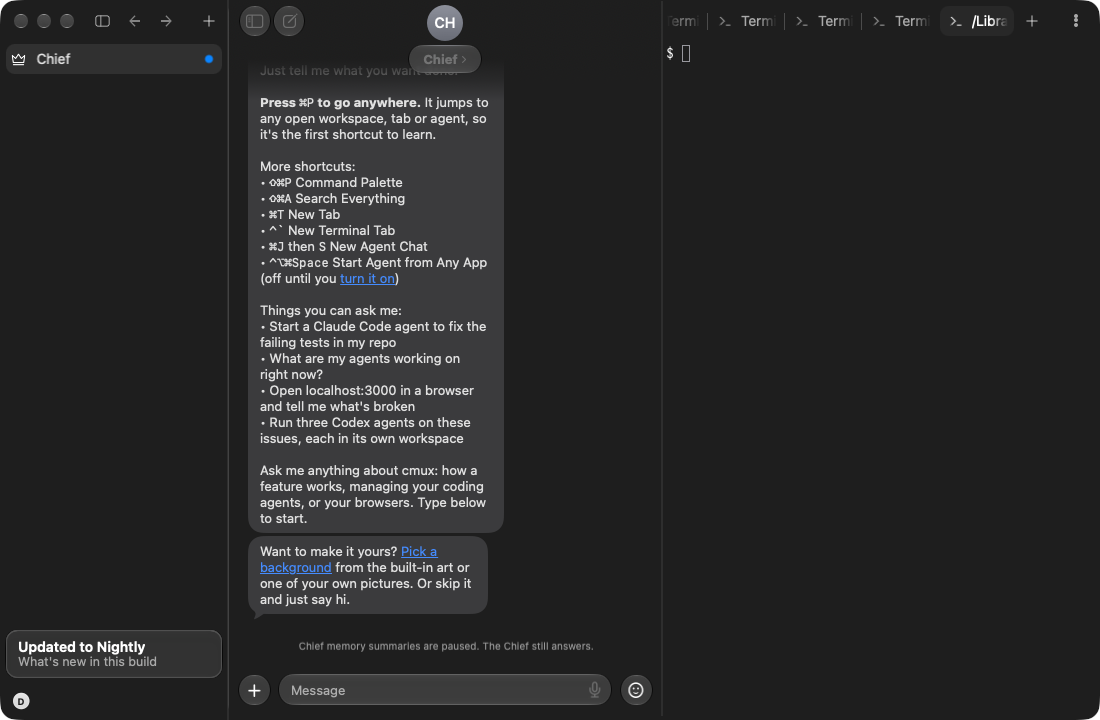 Chief
Updated to Nightly
What's new in this build
D
CH
Chief ›
Just tell me what you want done.
Press ⌘P to go anywhere. It jumps to
any open workspace, tab or agent, so
it's the first shortcut to learn.
More shortcuts:
• ⇧⌘P Command Palette
• ⇧⌘A Search Everything
• ⌘T New Tab
• ^` New Terminal Tab
• ⌘J then S New Agent Chat
• ^⌥⌘Space Start Agent from Any App
(off until you turn it on)
Things you can ask me:
• Start a Claude Code agent to fix the
failing tests in my repo
• What are my agents working on
right now?
• Open localhost:3000 in a browser
and tell me what's broken
• Run three Codex agents on these
issues, each in its own workspace
Ask me anything about cmux: how a
feature works, managing your coding
agents, or your browsers. Type below
to start.
Want to make it yours? Pick a
background from the built-in art or
one of your own pictures. Or skip it
and just say hi.
Chief memory summaries are paused. The Chief still answers.
Message
Termi >_ Termi >_ Termi >_ Termi >_ /Libra
$